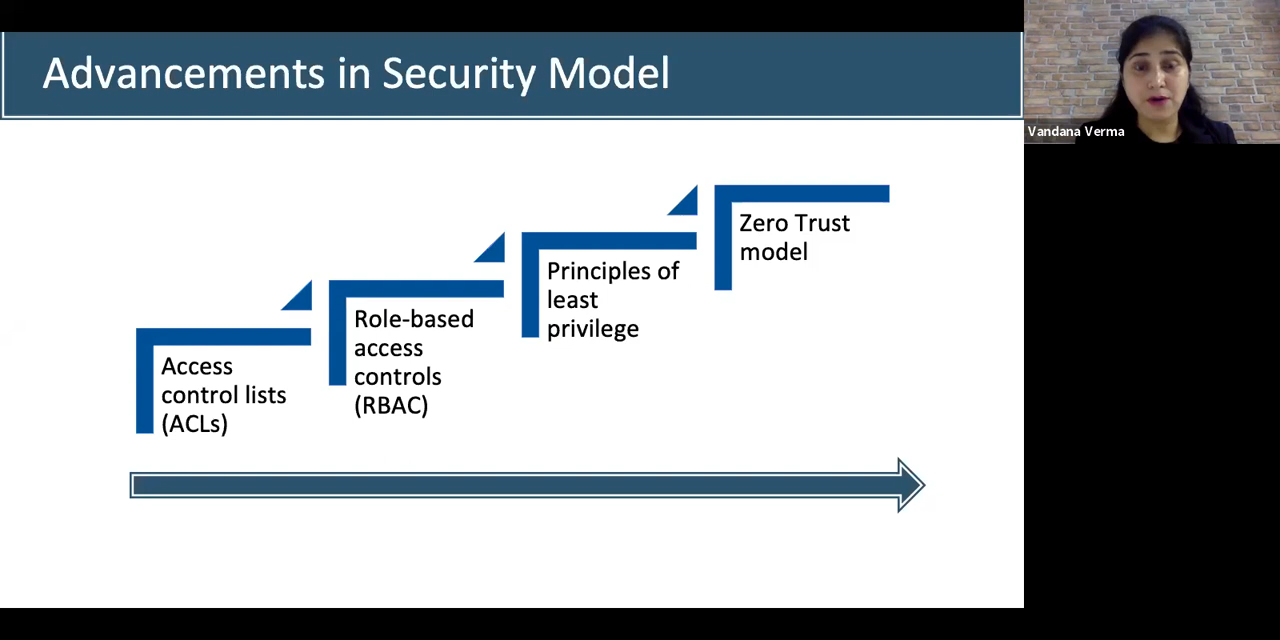 Advancements in Security Model
Vandana Verma
Access
control lists
(ACLs)
Role-based
access
controls
(RBAC)
Principles of
least
privilege
Zero Trust
model